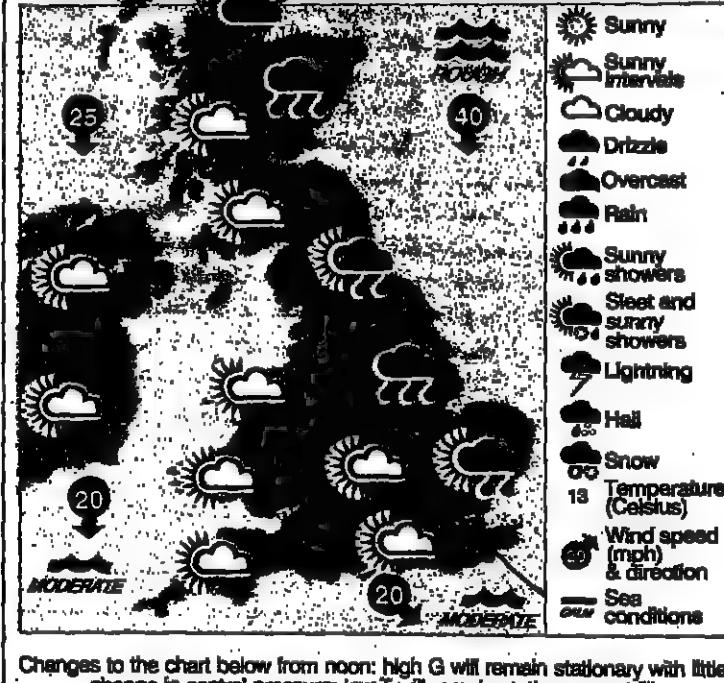 ROUGH
25
40
20
MODERATE
20
MODERATE
Sunny
Sunny
intervals
Cloudy
Drizzle
Overcast
Rain
Sunny
showers
Sleet and
sunny
showers
Lightning
Hail
Snow
13 Temperature
(Celsius)
Wind speed
(mph)
& direction
Sea
conditions
CALM
Changes to the chart below from noon: high G will remain stationary with little